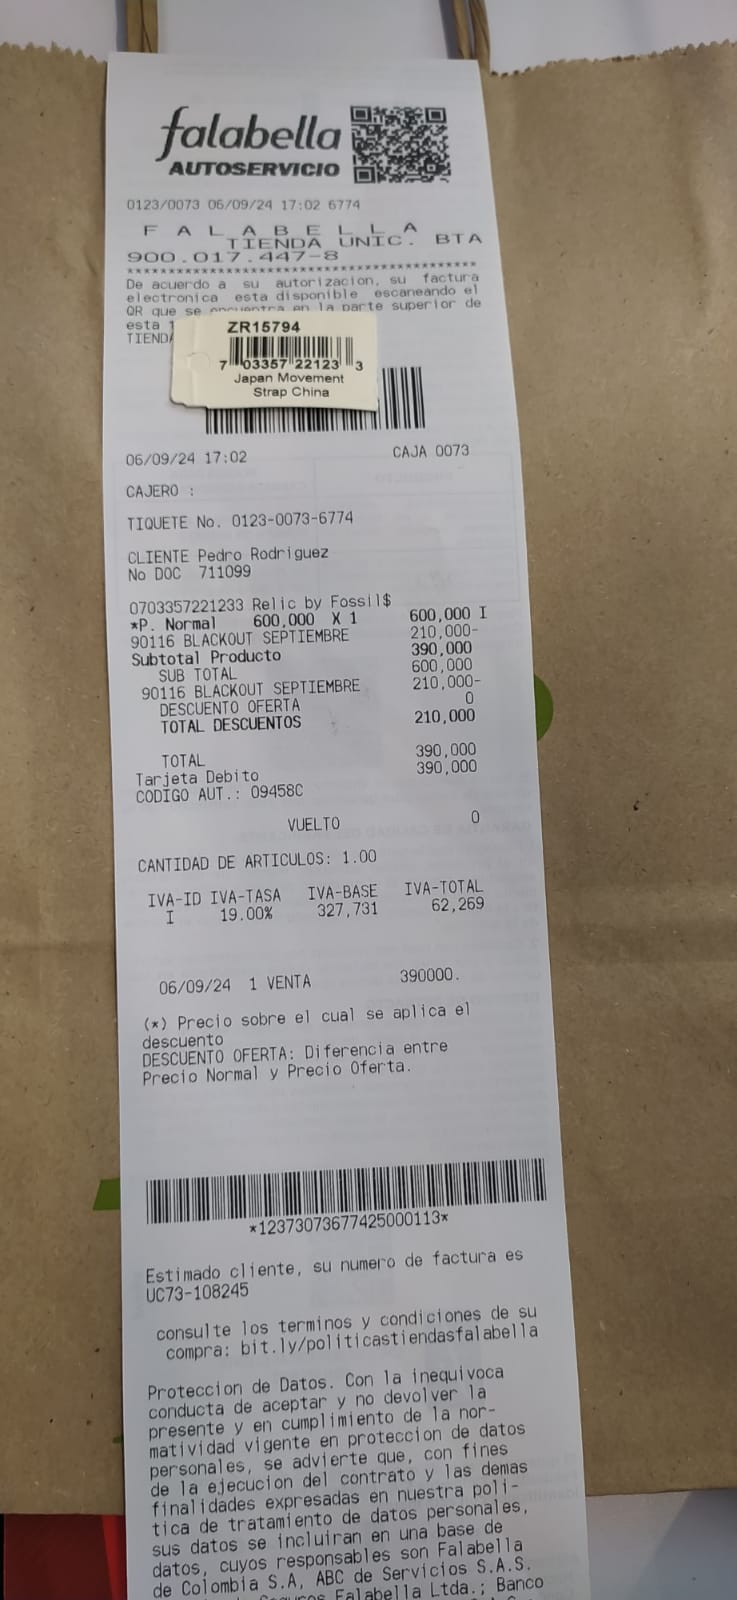 falabella
AUTOSERVICIO
0123/0073 06/09/24 17:02 6774
F A L A B E L L A
TIENDA UNIC. BTA
900.017.447-8
************************************************
De acuerdo a su autorizacion, su factura
electronica esta disponible escaneando el
QR que se encuentra en la parte superior de
esta
TIENDA
ZR15794
7 03357 22123 3
Japan Movement
Strap China
06/09/24 17:02 CAJA 0073
CAJERO :
TIQUETE No. 0123-0073-6774
CLIENTE Pedro Rodriguez
No DOC 711099
0703357221233 Relic by Fossil$
*P. Normal 600,000 X 1 600,000 I
90116 BLACKOUT SEPTIEMBRE 210,000-
Subtotal Producto 390,000
SUB TOTAL 600,000
90116 BLACKOUT SEPTIEMBRE 210,000-
DESCUENTO OFERTA 0
TOTAL DESCUENTOS 210,000
TOTAL 390,000
Tarjeta Debito 390,000
CODIGO AUT.: 09458C
VUELTO 0
CANTIDAD DE ARTICULOS: 1.00
IVA-ID IVA-TASA IVA-BASE IVA-TOTAL
I 19.00% 327,731 62,269
06/09/24 1 VENTA 390000.
(*) Precio sobre el cual se aplica el
descuento
DESCUENTO OFERTA: Diferencia entre
Precio Normal y Precio Oferta.
*12373073677425000113*
Estimado cliente, su numero de factura es
UC73-108245
consulte los terminos y condiciones de su
compra: bit.ly/politicastiendasfalabella
Proteccion de Datos. Con la inequivoca
conducta de aceptar y no devolver la
presente y en cumplimiento de la nor-
matividad vigente en proteccion de datos
personales, se advierte que, con fines
de la ejecucion del contrato y las demas
finalidades expresadas en nuestra poli-
tica de tratamiento de datos personales,
sus datos se incluiran en una base de
datos, cuyos responsables son Falabella
de Colombia S.A, ABC de Servicios S.A.S.
Seguros Falabella Ltda.; Banco